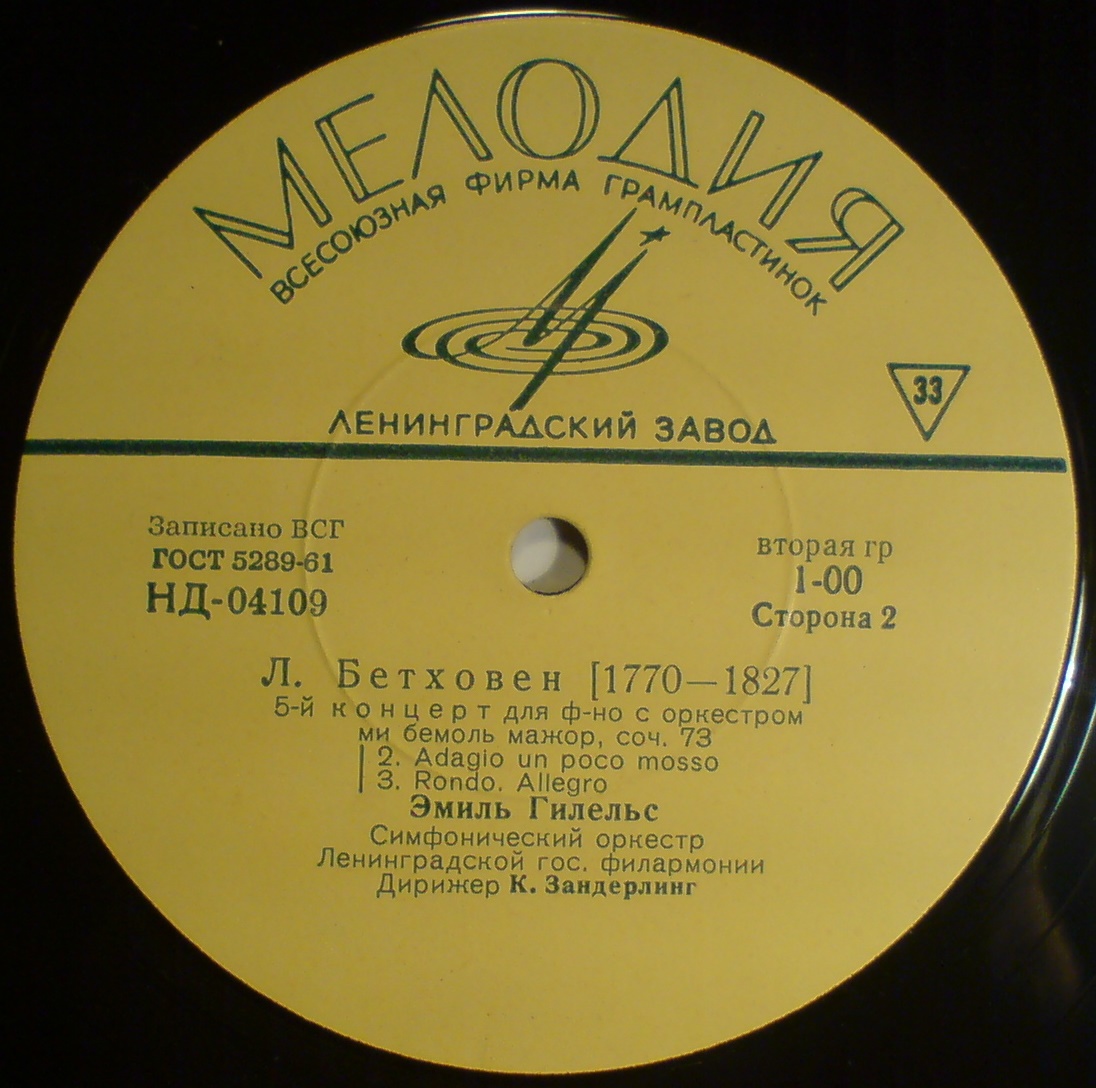 МЕЛОДИЯ
ВСЕСОЮЗНАЯ ФИРМА ГРАМПЛАСТИНОК
33
ЛЕНИНГРАДСКИЙ ЗАВОД
Записано ВСГ
ГОСТ 5289-61
НД-04109
вторая гр
1-00
Сторона 2
Л. Бетховен [1770—1827]
5-й концерт для ф-но с оркестром
ми бемоль мажор, соч. 73
2. Adagio un poco mosso
3. Rondo. Allegro
Эмиль Гилельс
Симфонический оркестр
Ленинградской гос. филармонии
Дирижер К. Зандерлинг